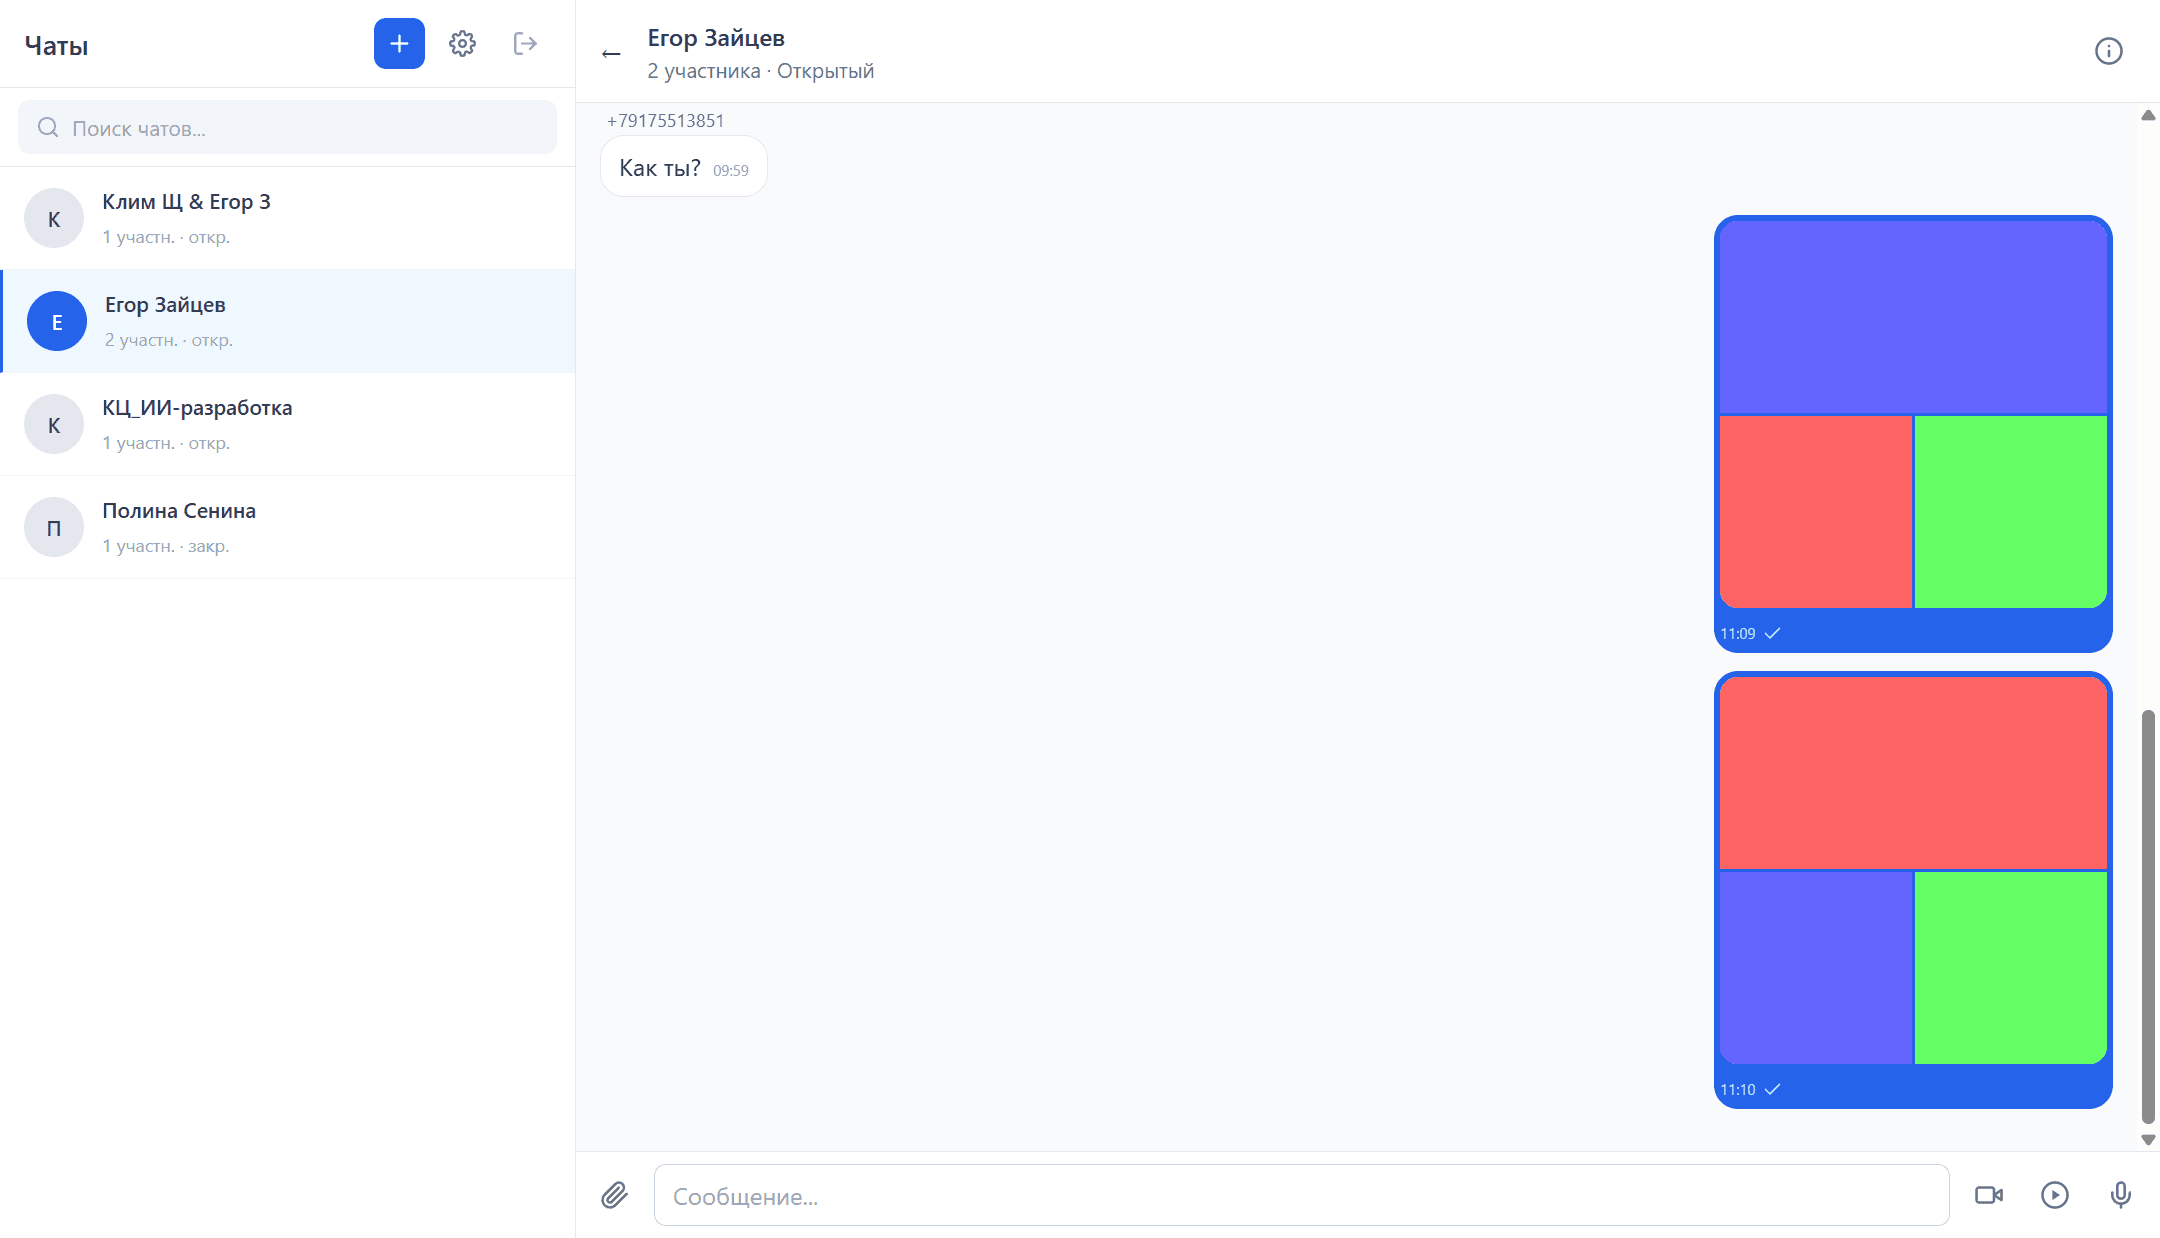 Чаты
Поиск чатов...
К
Клим Щ & Егор З
1 участн. · откр.
Е
Егор Зайцев
2 участн. · откр.
К
КЦ_ИИ-разработка
1 участн. · откр.
П
Полина Сенина
1 участн. · закр.
Егор Зайцев
2 участника · Открытый
+79175513851
Как ты? 09:59
11:09
11:10
Сообщение...